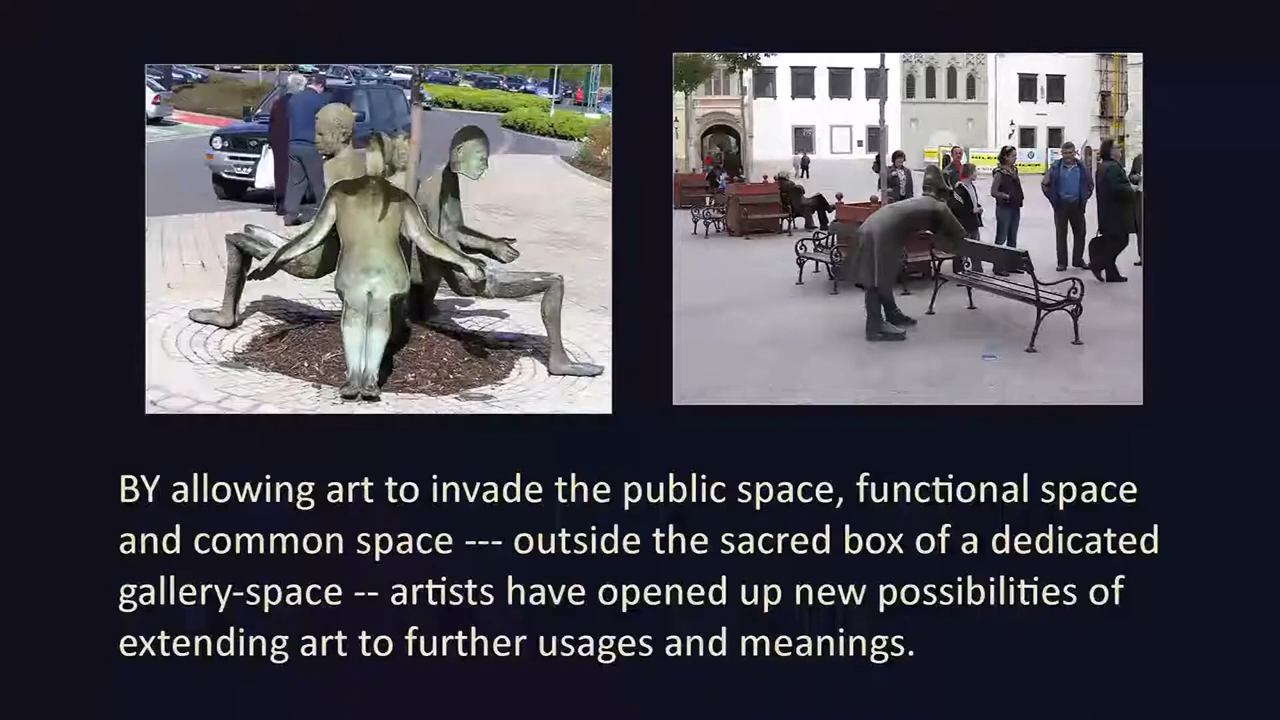 BY allowing art to invade the public space, functional space
and common space --- outside the sacred box of a dedicated
gallery-space -- artists have opened up new possibilities of
extending art to further usages and meanings.